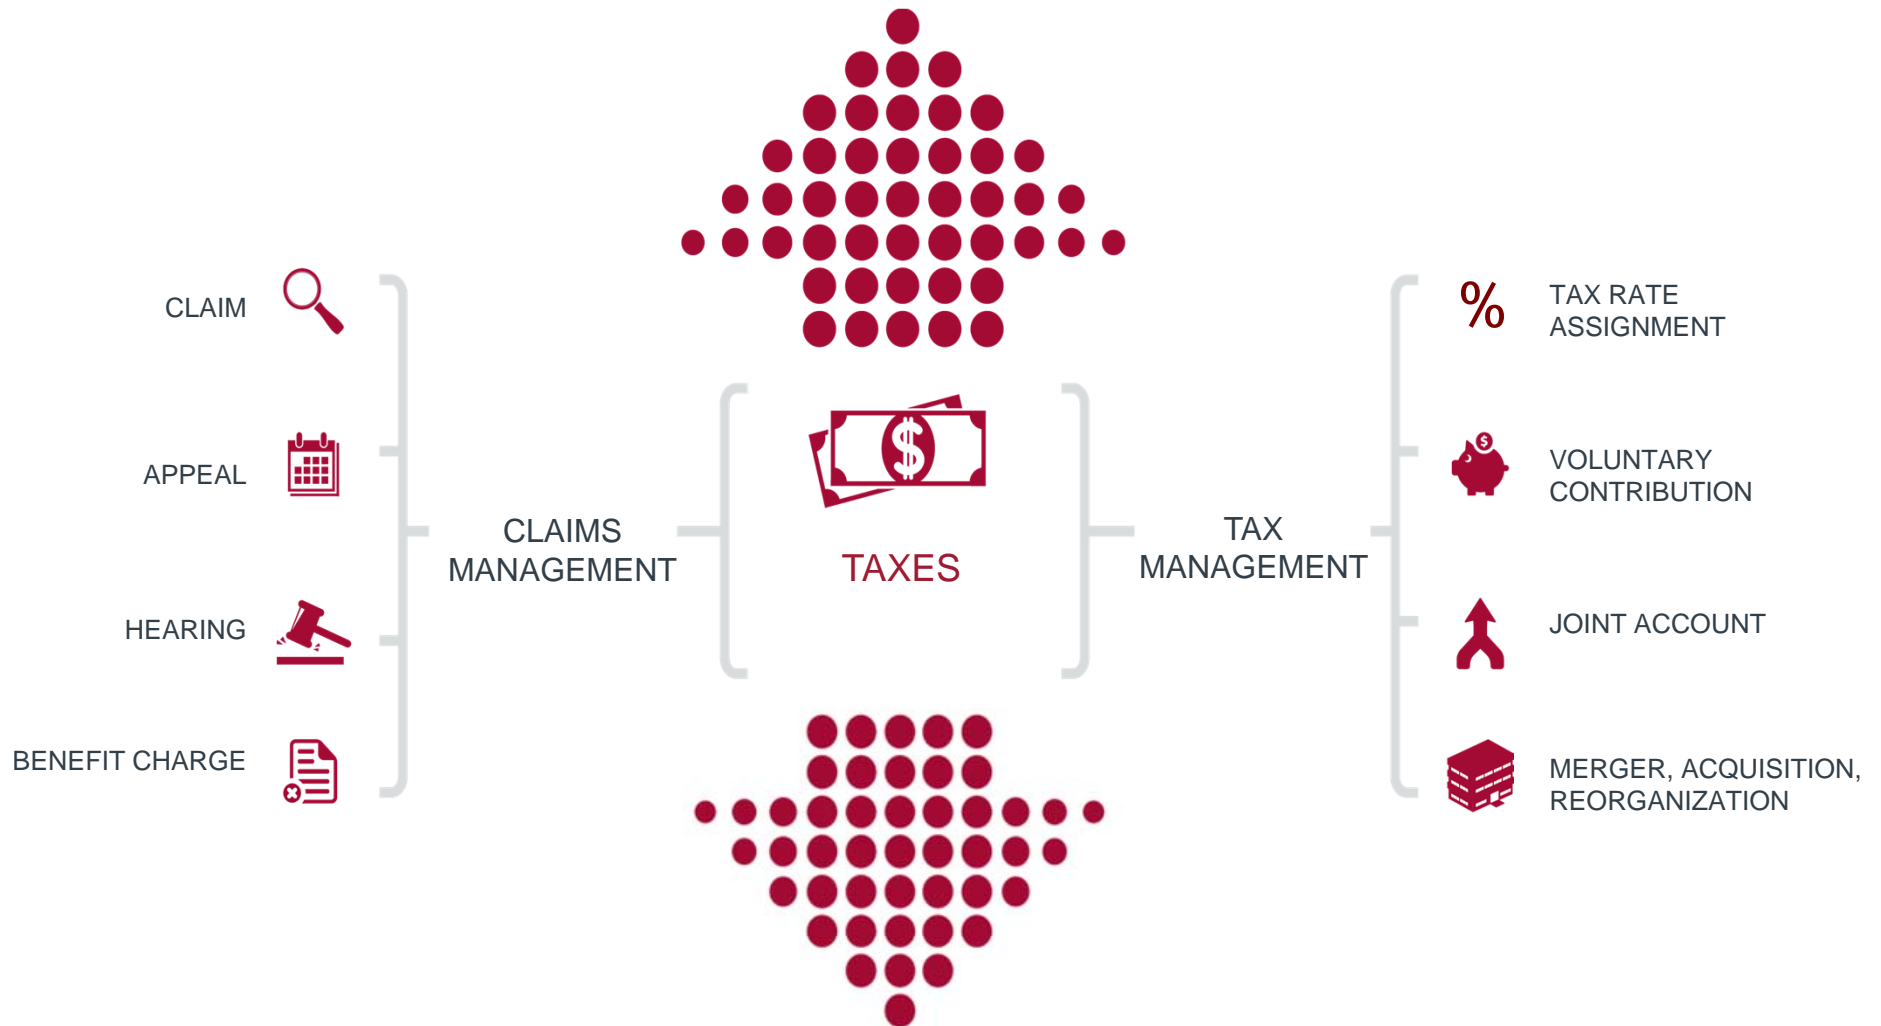 CLAIM
APPEAL
HEARING
BENEFIT CHARGE
CLAIMS
MANAGEMENT
$
TAXES
TAX
MANAGEMENT
%
TAX RATE
ASSIGNMENT
$
VOLUNTARY
CONTRIBUTION
JOINT ACCOUNT
MERGER, ACQUISITION,
REORGANIZATION